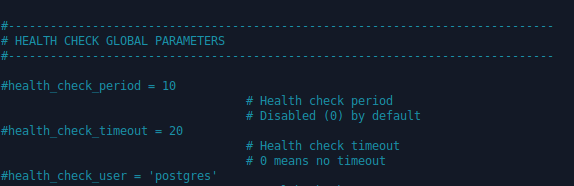 #------------------------------------------------------------------------------
# HEALTH CHECK GLOBAL PARAMETERS
#------------------------------------------------------------------------------
#health_check_period = 10
# Health check period
# Disabled (0) by default
#health_check_timeout = 20
# Health check timeout
# 0 means no timeout
#health_check_user = 'postgres'